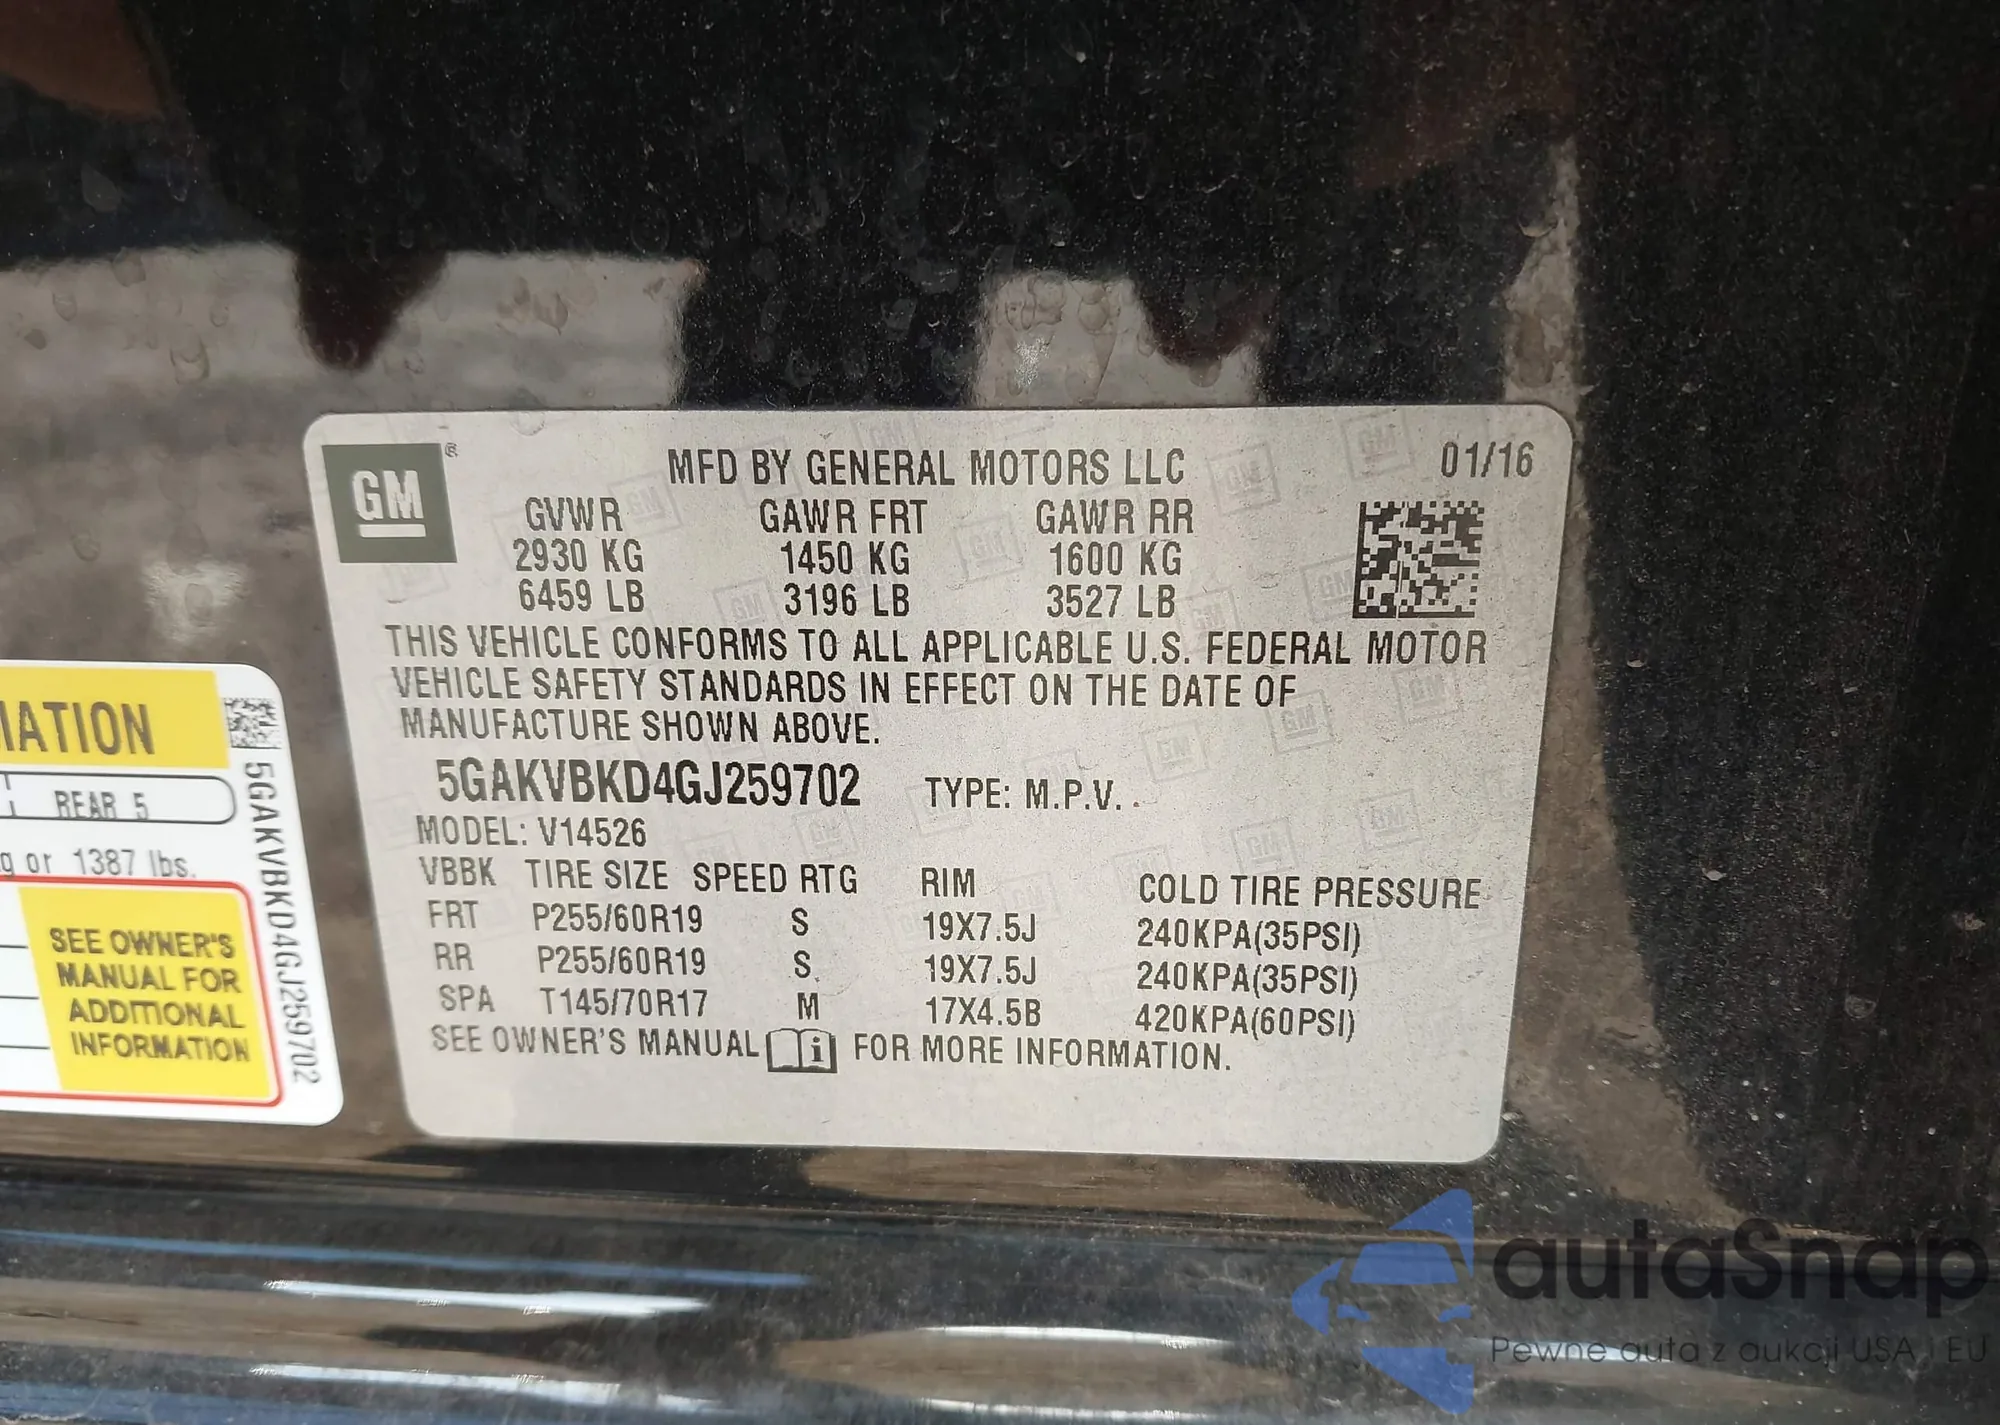 GM ®
MFD BY GENERAL MOTORS LLC 01/16
GVWR GAWR FRT GAWR RR
2930 KG 1450 KG 1600 KG
6459 LB 3196 LB 3527 LB
THIS VEHICLE CONFORMS TO ALL APPLICABLE U.S. FEDERAL MOTOR
VEHICLE SAFETY STANDARDS IN EFFECT ON THE DATE OF
MANUFACTURE SHOWN ABOVE.
5GAKVBKD4GJ259702 TYPE: M.P.V.
MODEL: V14526
VBBK TIRE SIZE SPEED RTG RIM COLD TIRE PRESSURE
FRT P255/60R19 S 19X7.5J 240KPA(35PSI)
RR P255/60R19 S 19X7.5J 240KPA(35PSI)
SPA T145/70R17 M 17X4.5B 420KPA(60PSI)
SEE OWNER'S MANUAL i FOR MORE INFORMATION.
MATION
REAR 5
or 1387 lbs.
SEE OWNER'S
MANUAL FOR
ADDITIONAL
INFORMATION
5GAKVBKD4GJ259702
autaSnap
Pewne auta z aukcji USA i EU